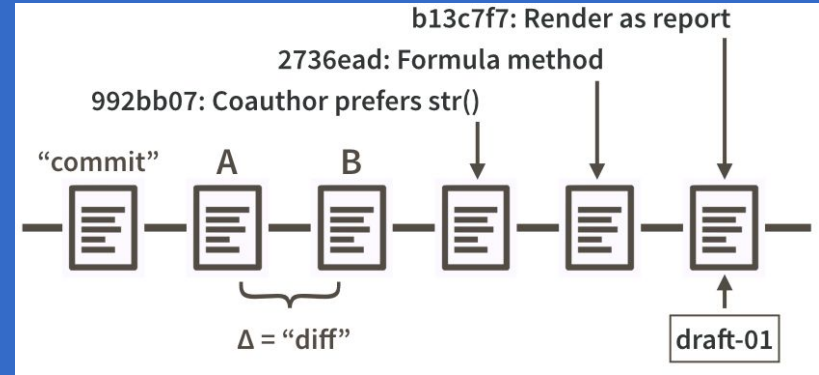 b13c7f7: Render as report
2736ead: Formula method
992bb07: Coauthor prefers str()
“commit” A B
Δ = “diff”
draft-01